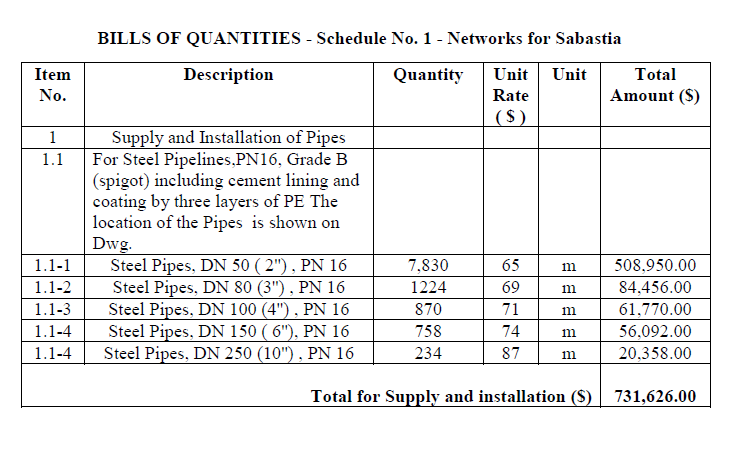 BILLS OF QUANTITIES - Schedule No. 1 - Networks for Sabastia
Item No. Description Quantity Unit Rate ( $ ) Unit Total Amount ($)
1 Supply and Installation of Pipes
1.1 For Steel Pipelines,PN16, Grade B
(spigot) including cement lining and
coating by three layers of PE The
location of the Pipes is shown on
Dwg.
1.1-1 Steel Pipes, DN 50 ( 2") , PN 16 7,830 65 m 508,950.00
1.1-2 Steel Pipes, DN 80 (3") , PN 16 1224 69 m 84,456.00
1.1-3 Steel Pipes, DN 100 (4") , PN 16 870 71 m 61,770.00
1.1-4 Steel Pipes, DN 150 ( 6"), PN 16 758 74 m 56,092.00
1.1-4 Steel Pipes, DN 250 (10") , PN 16 234 87 m 20,358.00
Total for Supply and installation ($) 731,626.00